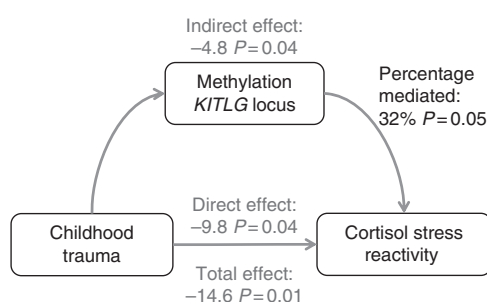 Indirect effect:
−4.8 P = 0.04
Methylation
KITLG locus
Percentage
mediated:
32% P = 0.05
Direct effect:
−9.8 P = 0.04
Childhood
trauma
Cortisol stress
reactivity
Total effect:
−14.6 P = 0.01